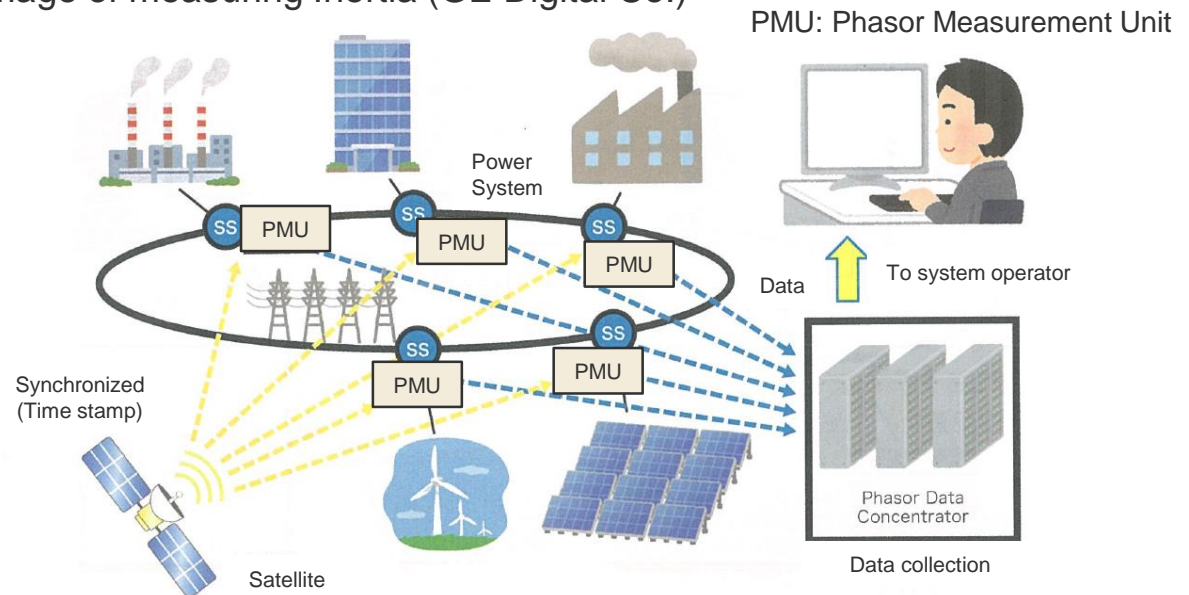 PMU: Phasor Measurement Unit
Power
System
SS
PMU
SS
PMU
SS
PMU
Data
To system operator
SS
PMU
SS
PMU
Synchronized
(Time stamp)
Phasor Data
Concentrator
Satellite
Data collection